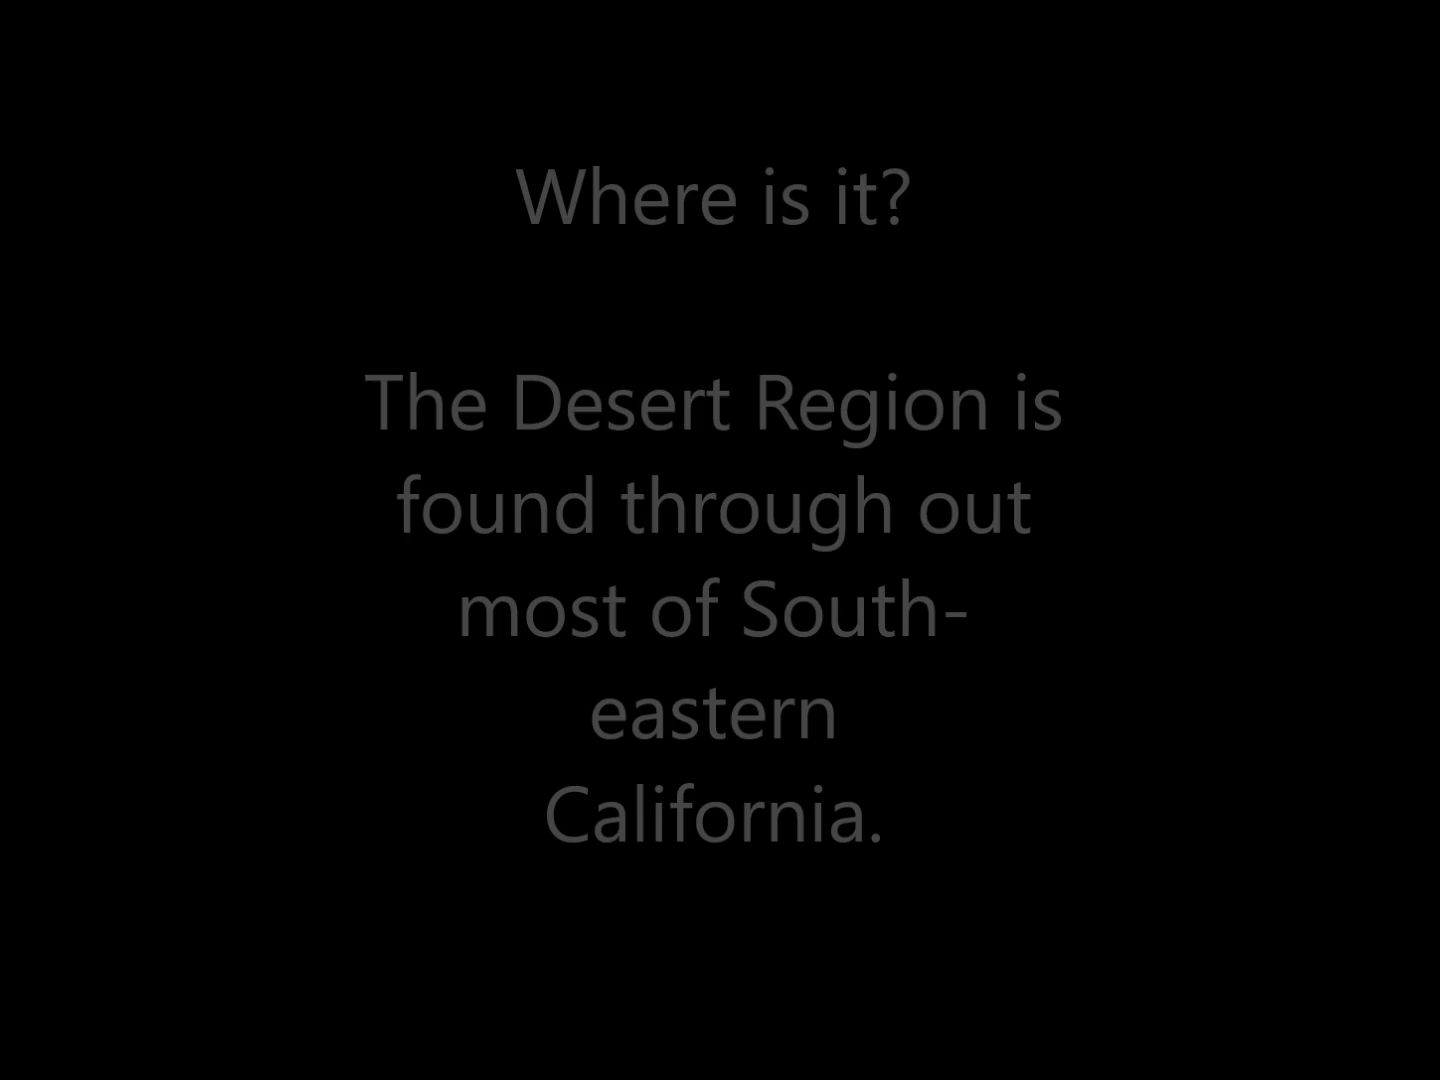 Where is it?
The Desert Region is
found through out
most of South-
eastern
California.